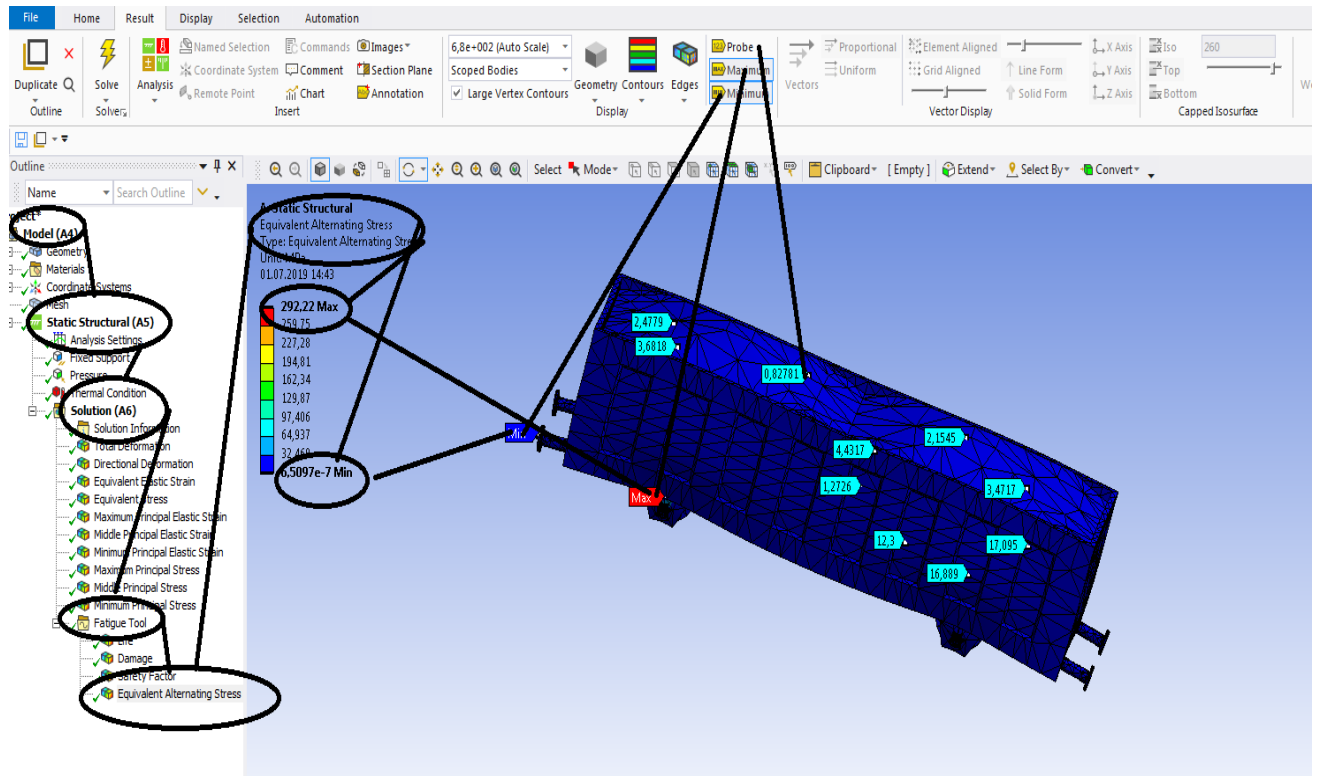 File Home Result Display Selection Automation
Duplicate
Outline
Solve
Solvers
Analysis
Named Selection
Coordinate System
Remote Point
Commands
Comment
Chart
Images
Section Plane
Annotation
Insert
6,8e+002 (Auto Scale)
Scoped Bodies
Large Vertex Contours
Geometry Contours Edges
Display
Probe
Maximum
Minimum
Vectors
Proportional
Uniform
Element Aligned
Grid Aligned
Line Form
Solid Form
X Axis
Y Axis
Z Axis
Vector Display
Iso
Top
Bottom
260
Capped Isosurface
Outline
Name Search Outline
Select Mode Clipboard [ Empty ] Extend Select By Convert
Model (A4)
Geometry
Materials
Coordinate Systems
Mesh
Static Structural (A5)
Analysis Settings
Fixed Support
Pressure
Thermal Condition
Solution (A6)
Solution Information
Total Deformation
Directional Deformation
Equivalent Elastic Strain
Equivalent Stress
Maximum Principal Elastic Strain
Middle Principal Elastic Strain
Minimum Principal Elastic Strain
Maximum Principal Stress
Middle Principal Stress
Minimum Principal Stress
Fatigue Tool
Life
Damage
Safety Factor
Equivalent Alternating Stress
A: Static Structural
Equivalent Alternating Stress
Type: Equivalent Alternating Stress
Unit: MPa
01.07.2019 14:43
292,22 Max
259,75
227,28
194,81
162,34
129,87
97,406
64,937
32,469
6,5097e-7 Min
2,4779
3,6818
0,82781
Min
Max
4,4317
2,1545
1,2726
3,4717
12,3
17,095
16,889